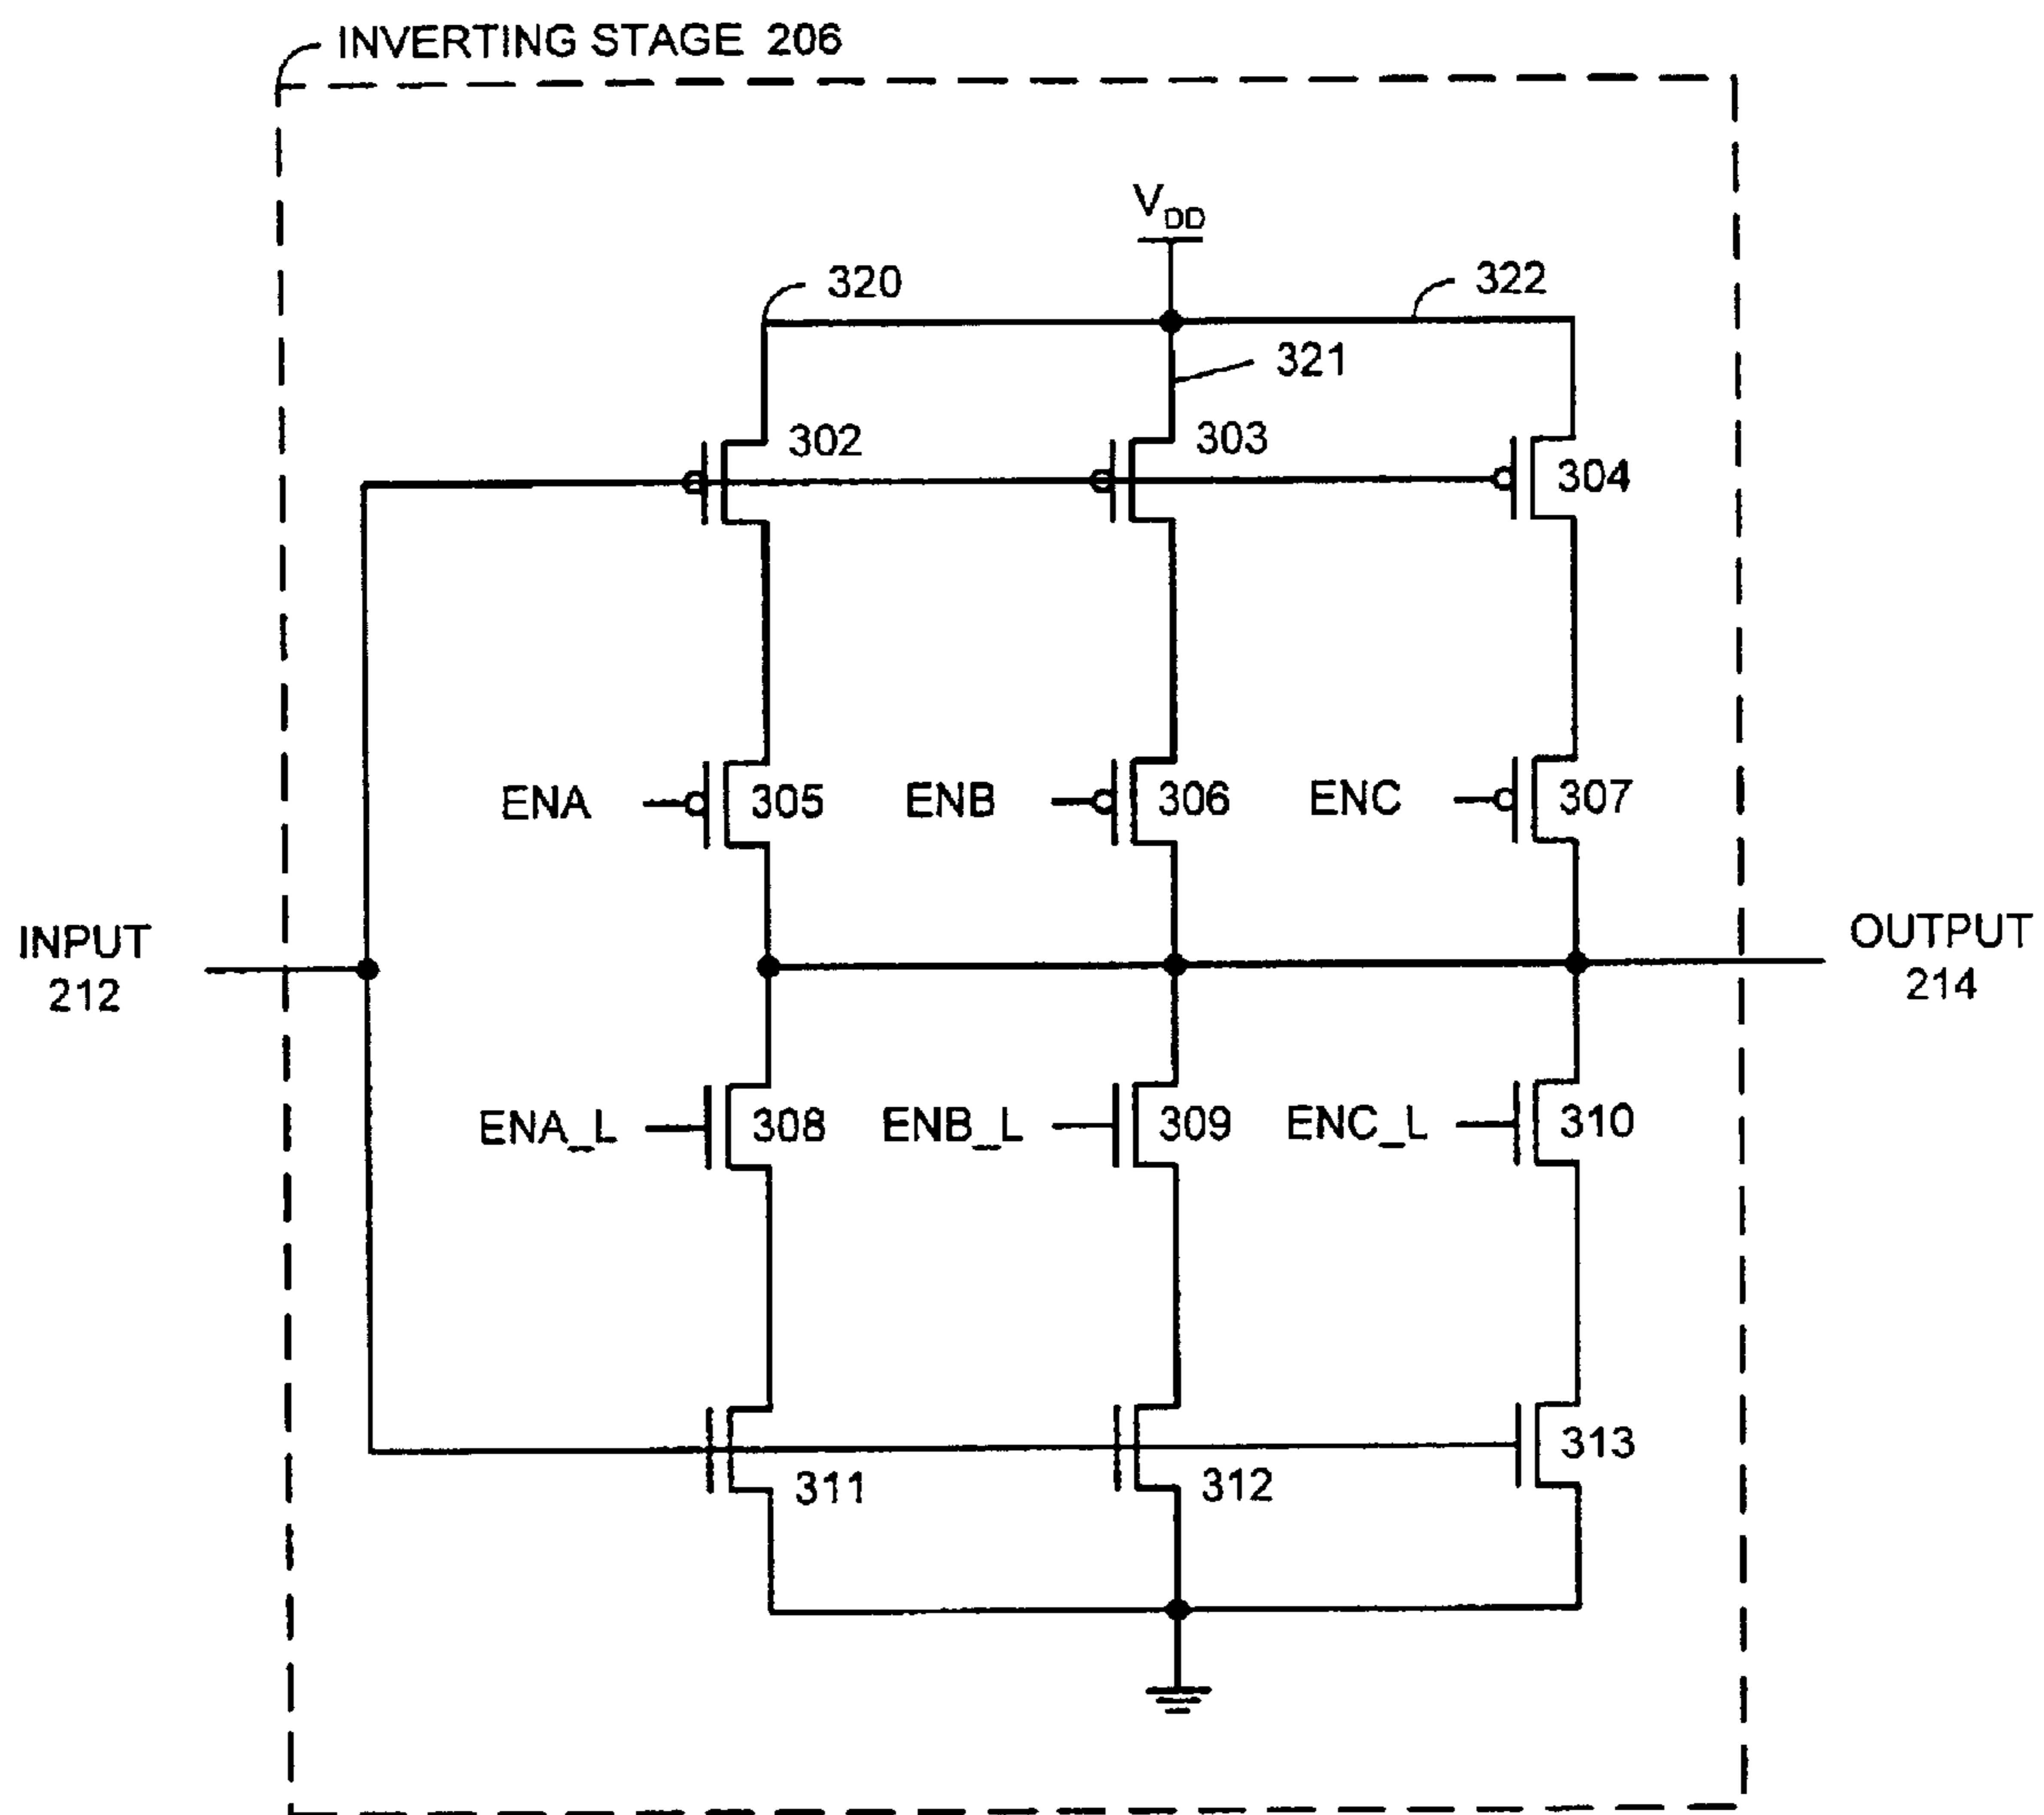 INVERTING STAGE 206
VDD
320
322
321
302
303
304
ENA
305
ENB
306
ENC
307
INPUT
212
OUTPUT
214
ENA_L
308
ENB_L
309
ENC_L
310
311
312
313